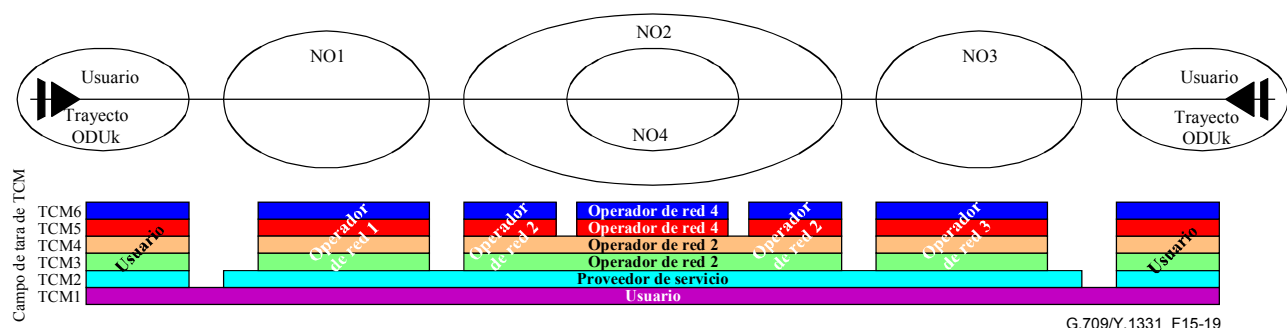 NO2
NO1
NO3
Usuario
Usuario
Trayecto
ODUk
Trayecto
ODUk
NO4
Campo de tara de TCM
TCM6
TCM5
TCM4
TCM3
TCM2
TCM1
Usuario
Operador
de red 1
Operador
de red 2
Operador de red 4
Operador de red 4
Operador
de red 2
Operador
de red 3
Usuario
Operador de red 2
Operador de red 2
Proveedor de servicio
Usuario
G.709/Y.1331_F15-19